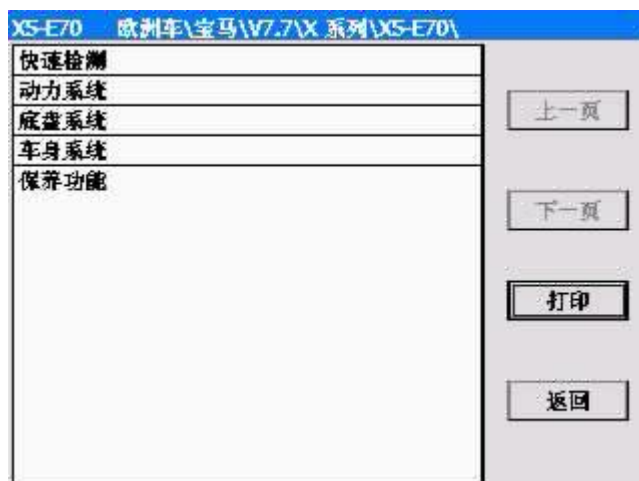 X5-E70 欧洲车\宝马\V7.7\X 系列\X5-E70\
快速检测
动力系统
底盘系统
车身系统
保养功能
上一页
下一页
打印
返回